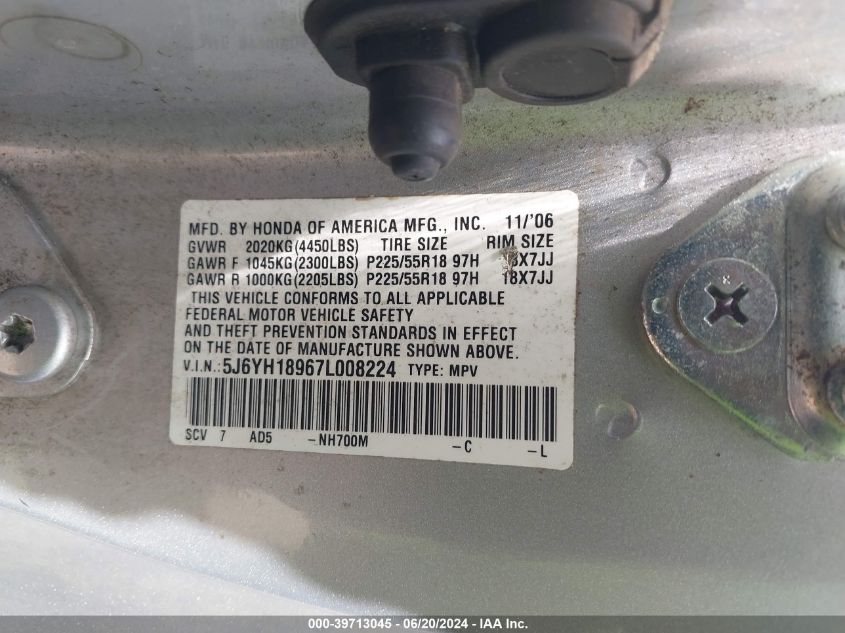 MFD. BY HONDA OF AMERICA MFG., INC. 11/'06
GVWR 2020KG(4450LBS) TIRE SIZE RIM SIZE
GAWR F 1045KG(2300LBS) P225/55R18 97H 18X7JJ
GAWR R 1000KG(2205LBS) P225/55R18 97H 18X7JJ
THIS VEHICLE CONFORMS TO ALL APPLICABLE
FEDERAL MOTOR VEHICLE SAFETY
AND THEFT PREVENTION STANDARDS IN EFFECT
ON THE DATE OF MANUFACTURE SHOWN ABOVE.
V.I.N.: 5J6YH18967L008224 TYPE: MPV
SCV 7 AD5 -NH700M -C -L
000-39713045 - 06/20/2024 - IAA Inc.